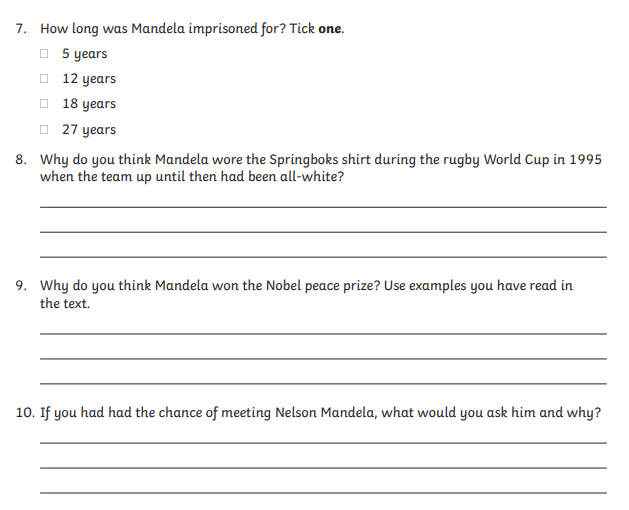 7. How long was Mandela imprisoned for? Tick one.
5 years
12 years
18 years
27 years
8. Why do you think Mandela wore the Springboks shirt during the rugby World Cup in 1995
when the team up until then had been all-white?
9. Why do you think Mandela won the Nobel peace prize? Use examples you have read in
the text.
10. If you had had the chance of meeting Nelson Mandela, what would you ask him and why?